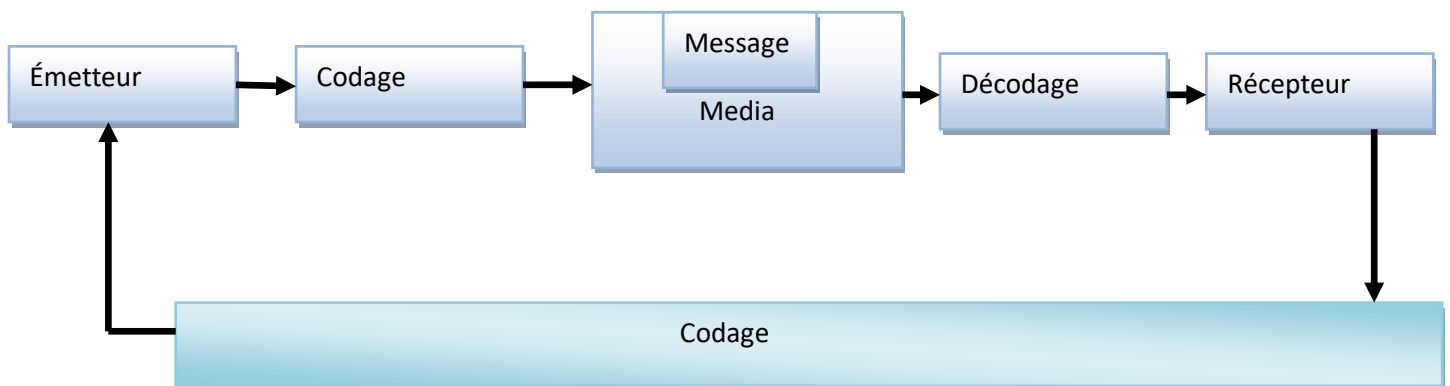 Émetteur
Codage
Message
Media
Décodage
Récepteur
Codage